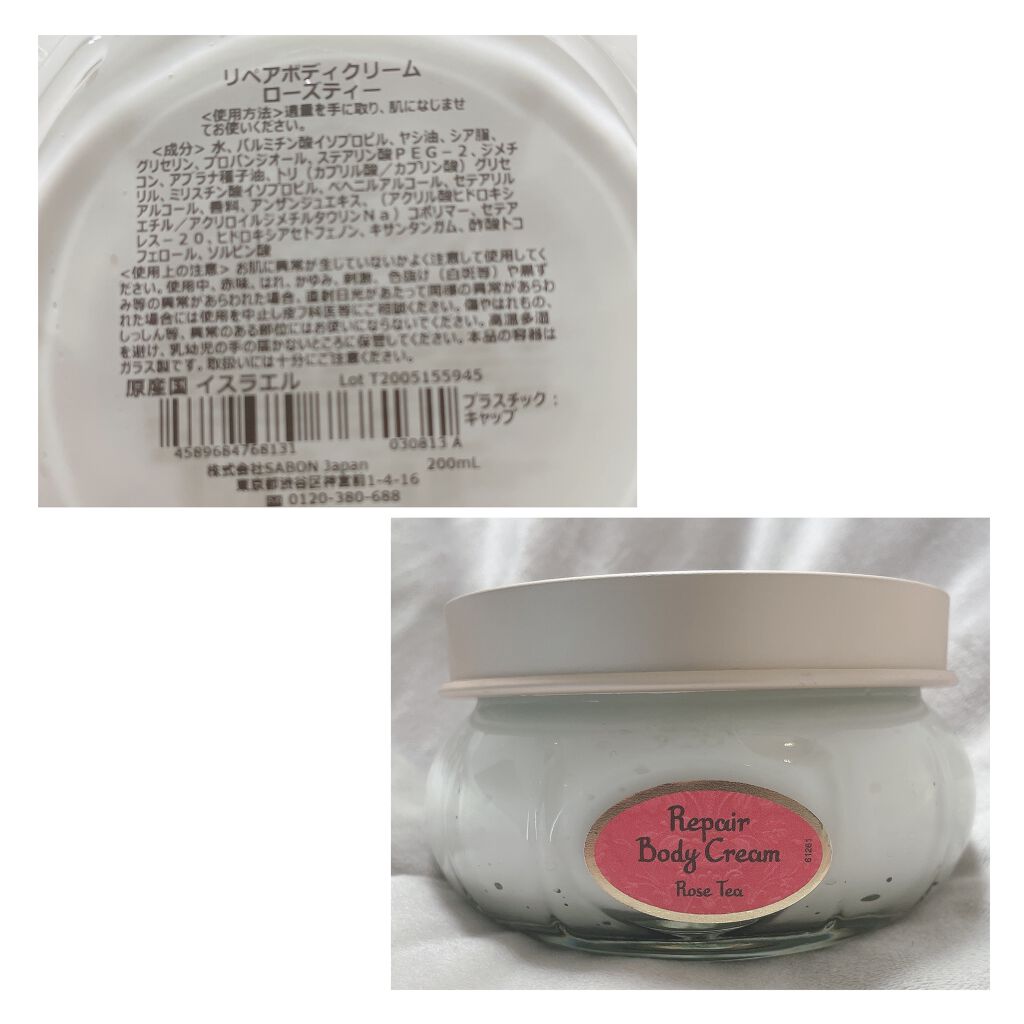 リペアボディクリーム
ローズティー
<使用方法>適量を手に取り、肌になじませ
てお使いください。
<成分> 水、パルミチン酸イソプロピル、ヤシ油、シア脂、
グリセリン、プロパンジオール、ステアリン酸PEG-2、ジメチ
コン、アブラナ種子油、トリ(カプリル酸/カプリン酸)グリセ
リル、ミリスチン酸イソプロピル、ベヘニルアルコール、セテアリル
アルコール、香料、アンザンジュエキス、(アクリル酸ヒドロキシ
エチル/アクリロイルジメチルタウリンNa)コポリマー、セテア
レス-20、ヒドロキシアセトフェノン、キサンタンガム、酢酸トコ
フェロール、ソルビン酸
<使用上の注意> お肌に異常が生じていないかよく注意して使用してく
ださい。使用中、赤味、はれ、かゆみ、刺激、色抜け(白斑等)や黒ず
み等の異常があらわれた場合、直射日光があたって同様の異常があらわ
れた場合には使用を中止し皮フ科医等にご相談ください。傷やはれもの、
しっしん等、異常のある部位にはお使いにならないでください。高温多湿
を避け、乳幼児の手の届かないところに保管してください。本品の容器は
ガラス製です。取扱いには十分にご注意ください。
原産国 イスラエル Lot T2005155945
プラスチック:
キャップ
4589684768131 030813 A
株式会社SABON Japan 200mL
東京都渋谷区神宮前1-4-16
0120-380-688
Repair
Body Cream
Rose Tea
61261